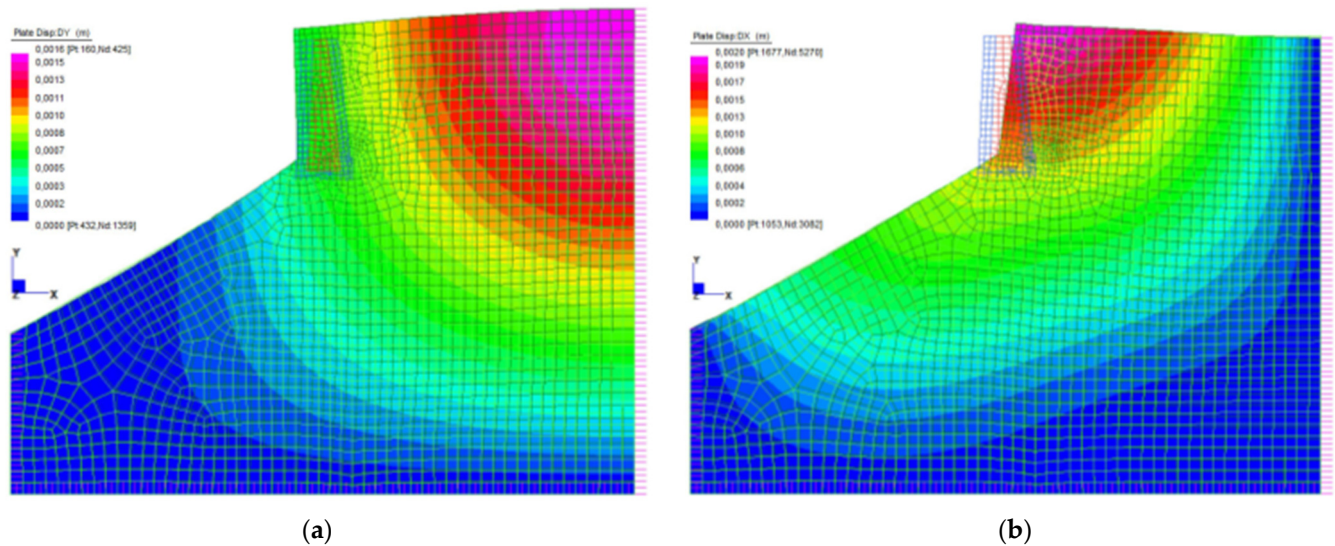 Plate Disp:DY (m)
0,0016 [Pt:160,Nd:425]
0,0015
0,0013
0,0011
0,0010
0,0008
0,0007
0,0005
0,0003
0,0002
0,0000 [Pt:432,Nd:1359]
Y
Z X
(a)
Plate Disp:DX (m)
0,0020 [Pt:1677,Nd:5270]
0,0019
0,0017
0,0015
0,0013
0,0010
0,0008
0,0006
0,0004
0,0002
0,0000 [Pt:1053,Nd:3082]
Y
Z X
(b)